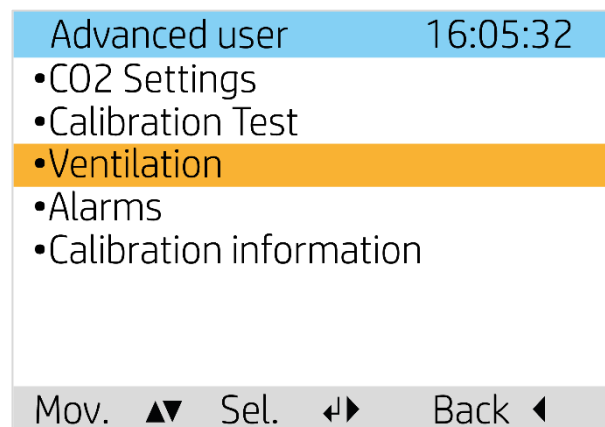 Advanced user 16:05:32
•CO2 Settings
•Calibration Test
•Ventilation
•Alarms
•Calibration information
Mov. ▲▼ Sel. ↲▶ Back ◀